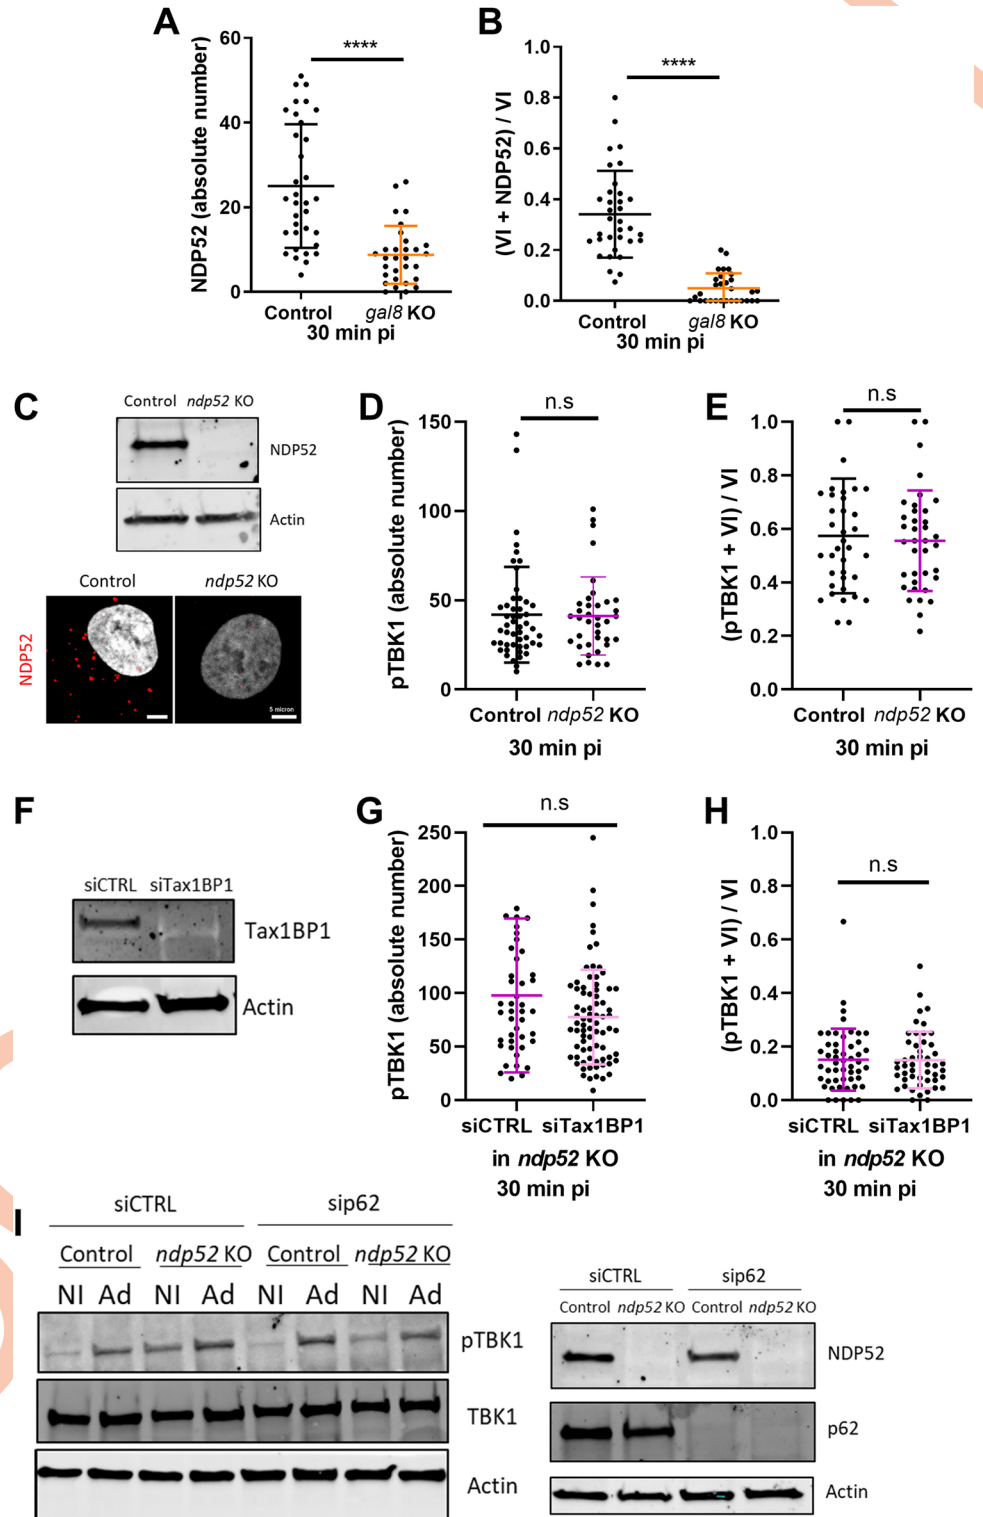 A
NDP52 (absolute number)
60
40
20
0
****
Control
gal8 KO
30 min pi
B
(VI + NDP52) / VI
1.0
0.8
0.6
0.4
0.2
0.0
****
Control
gal8 KO
30 min pi
C
Control ndp52 KO
NDP52
Actin
Control
ndp52 KO
NDP52
5 micron
D
pTBK1 (absolute number)
150
100
50
0
n.s
Control ndp52 KO
30 min pi
E
(pTBK1 + VI) / VI
1.0
0.8
0.6
0.4
0.2
0.0
n.s
Control ndp52 KO
30 min pi
F
siCTRL siTax1BP1
Tax1BP1
Actin
G
pTBK1 (absolute number)
250
200
150
100
50
0
n.s
siCTRL siTax1BP1
in ndp52 KO
30 min pi
H
(pTBK1 + VI) / VI
1.0
0.8
0.6
0.4
0.2
0.0
n.s
siCTRL siTax1BP1
in ndp52 KO
30 min pi
I
siCTRL sip62
Control ndp52 KO Control ndp52 KO
NI Ad NI Ad NI Ad NI Ad
pTBK1
TBK1
Actin
siCTRL sip62
Control ndp52 KO Control ndp52 KO
NDP52
p62
Actin